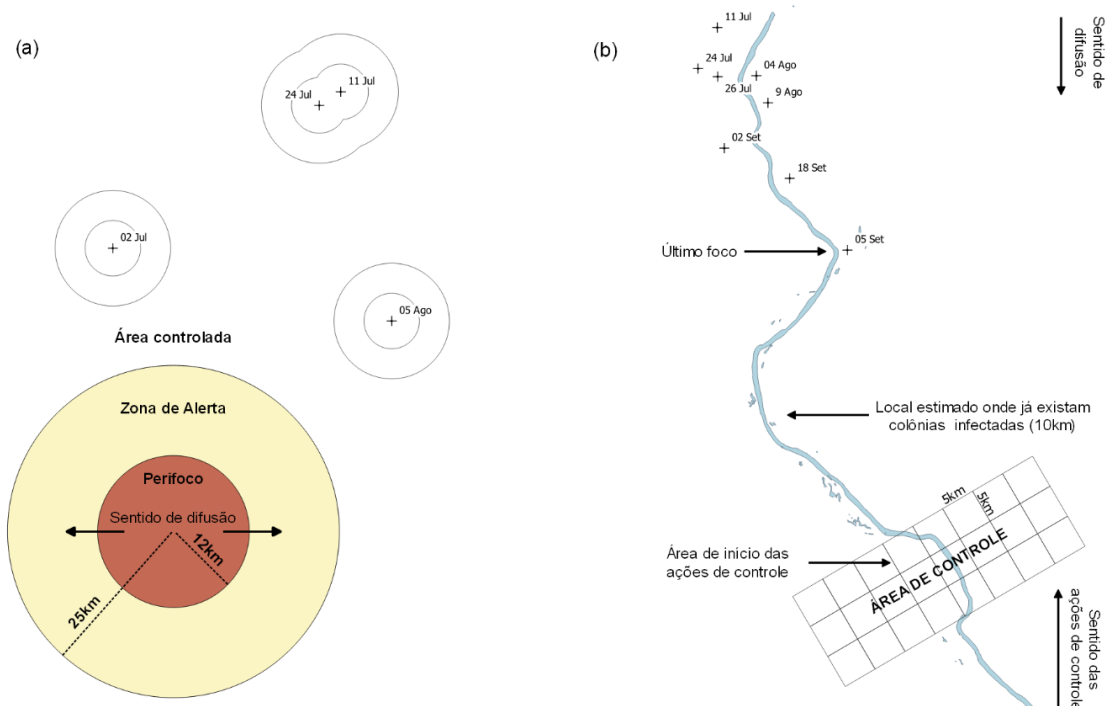 (a)
11 Jul
24 Jul
02 Jul
05 Ago
Área controlada
Zona de Alerta
Perifoco
Sentido de difusão
12km
25km
(b)
11 Jul
24 Jul
04 Ago
26 Jul
9 Ago
02 Set
18 Set
05 Set
Último foco
Sentido de
difusão
Local estimado onde já existam
colônias infectadas (10km)
5km
5km
Área de início das
ações de controle
ÁREA DE CONTROLE
Sentido das
ações de controle